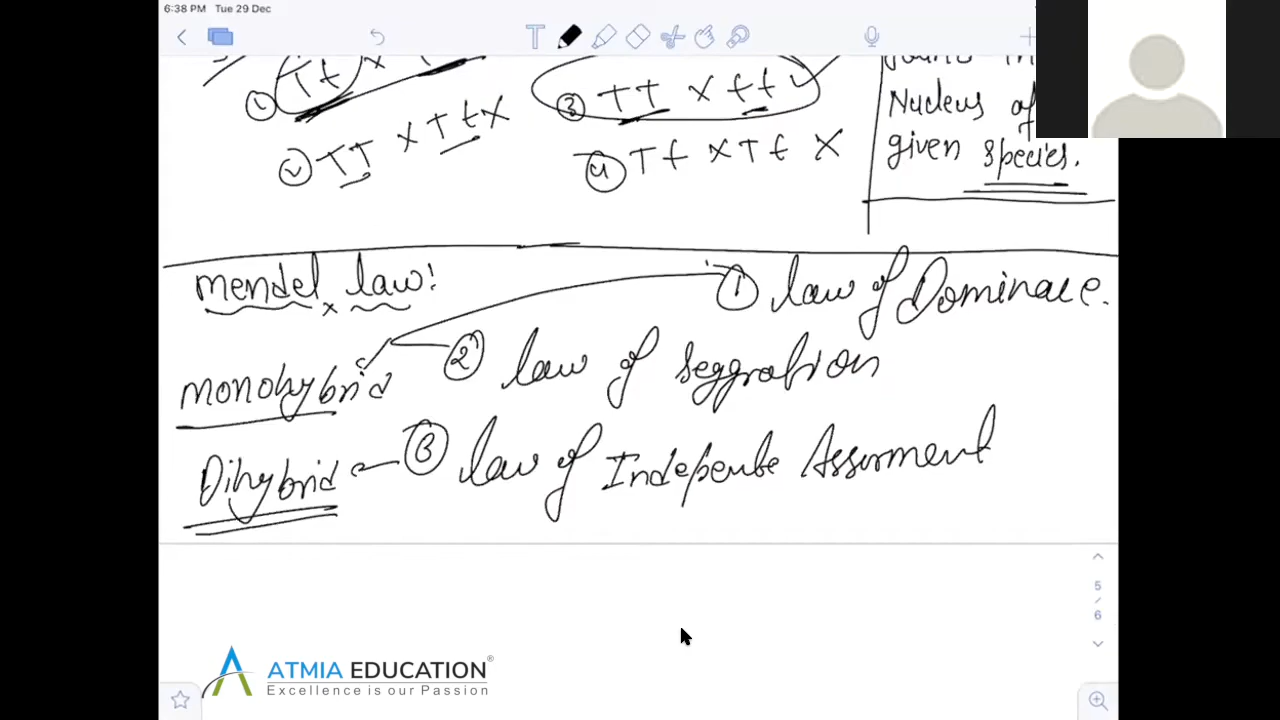 6:38 PM Tue 29 Dec
① Tt x
③ TT x tt ✓
② TT x Tt X
④ Tt x Tt X
Nucleus of
given species.
mendel law!
① law of Dominace.
② law of seggration
monohybrid
③ law of Indepente Assorment
Dihybrid
5
/
6
ATMIA EDUCATION®
Excellence is our Passion